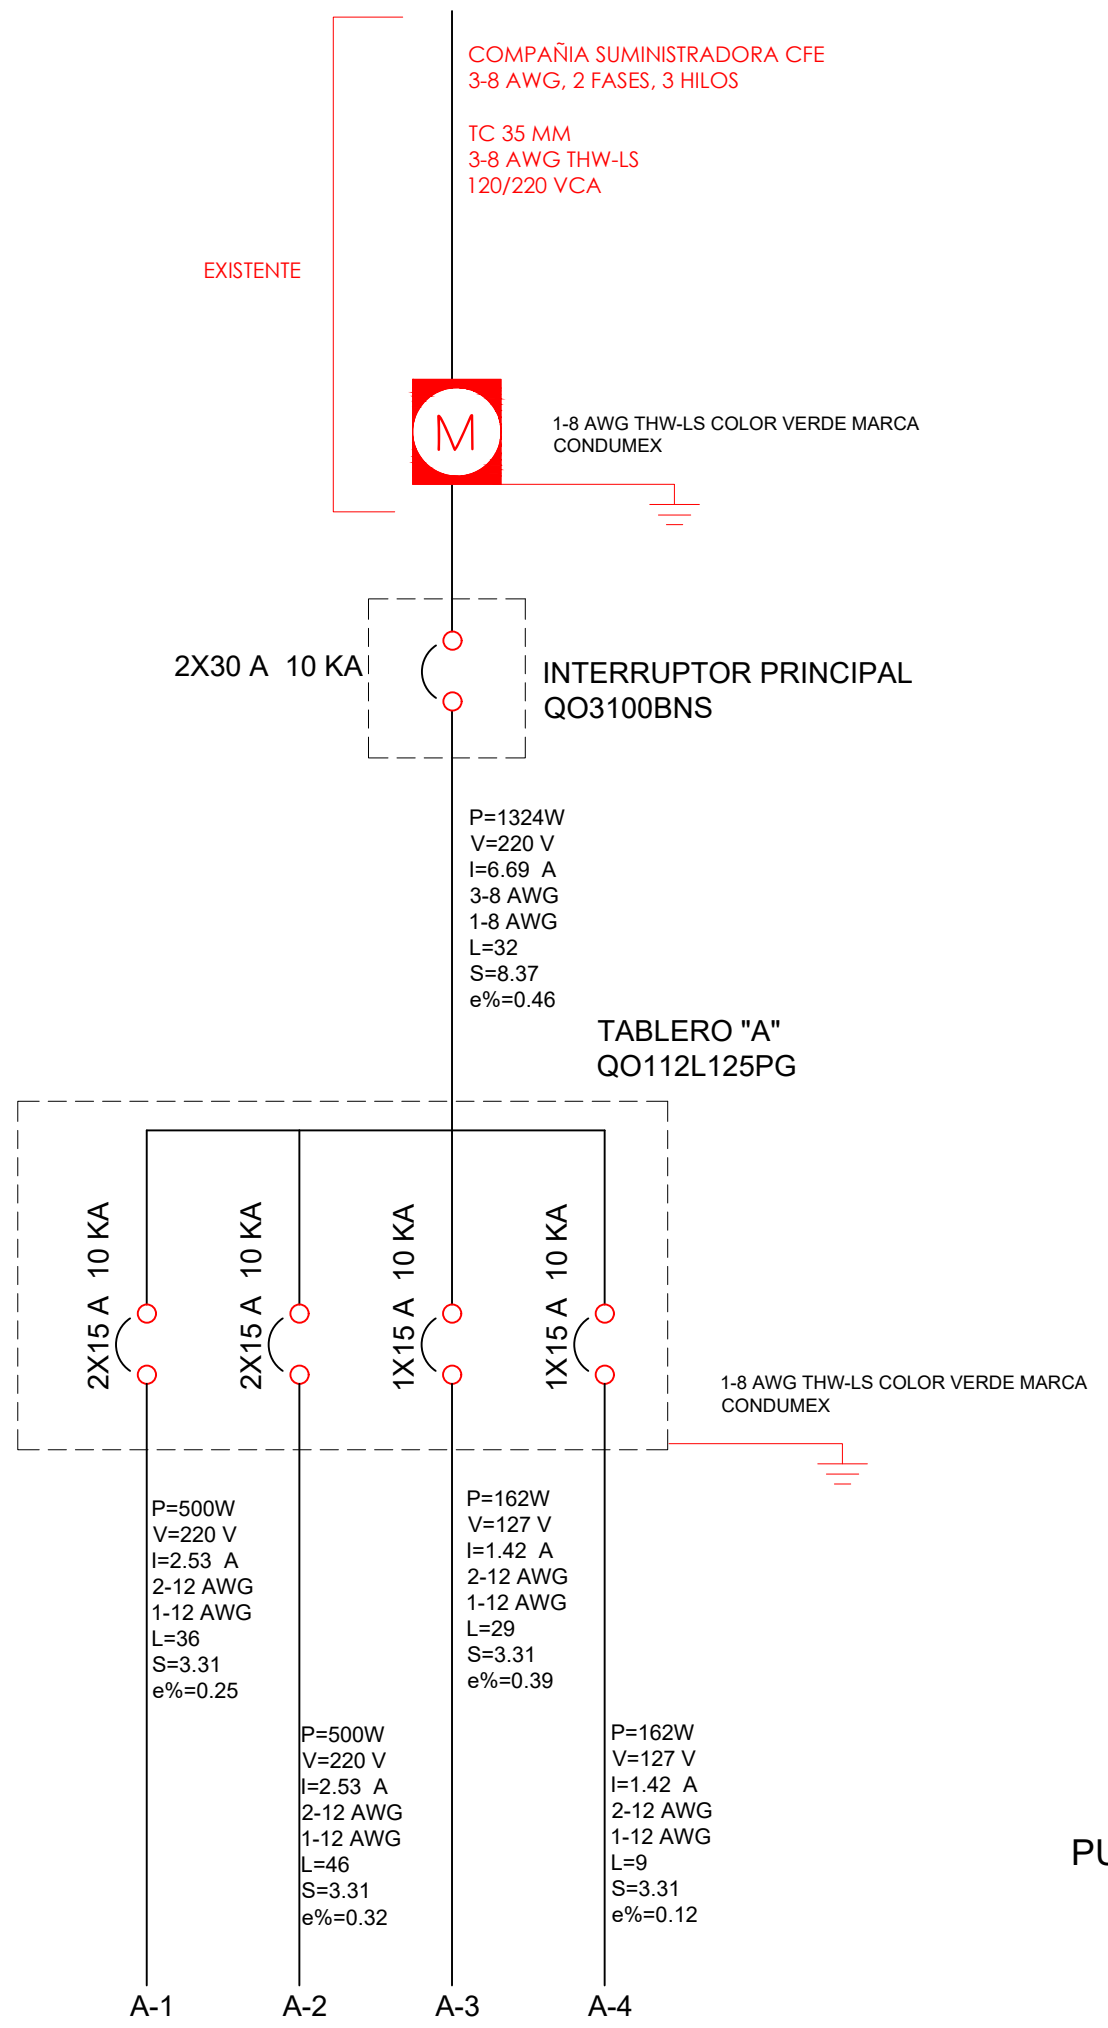 COMPAÑIA SUMINISTRADORA CFE
3-8 AWG, 2 FASES, 3 HILOS
TC 35 MM
3-8 AWG THW-LS
120/220 VCA
EXISTENTE
M
1-8 AWG THW-LS COLOR VERDE MARCA
CONDUMEX
2X30 A  10 KA
INTERRUPTOR PRINCIPAL
QO3100BNS
P=1324W
V=220 V
I=6.69  A
3-8 AWG
1-8 AWG
L=32
S=8.37
e%=0.46
TABLERO "A"
QO112L125PG
2X15 A  10 KA
2X15 A  10 KA
1X15 A  10 KA
1X15 A  10 KA
1-8 AWG THW-LS COLOR VERDE MARCA
CONDUMEX
P=500W
V=220 V
I=2.53  A
2-12 AWG
1-12 AWG
L=36
S=3.31
e%=0.25
P=500W
V=220 V
I=2.53  A
2-12 AWG
1-12 AWG
L=46
S=3.31
e%=0.32
P=162W
V=127 V
I=1.42  A
2-12 AWG
1-12 AWG
L=29
S=3.31
e%=0.39
P=162W
V=127 V
I=1.42  A
2-12 AWG
1-12 AWG
L=9
S=3.31
e%=0.12
A-1
A-2
A-3
A-4